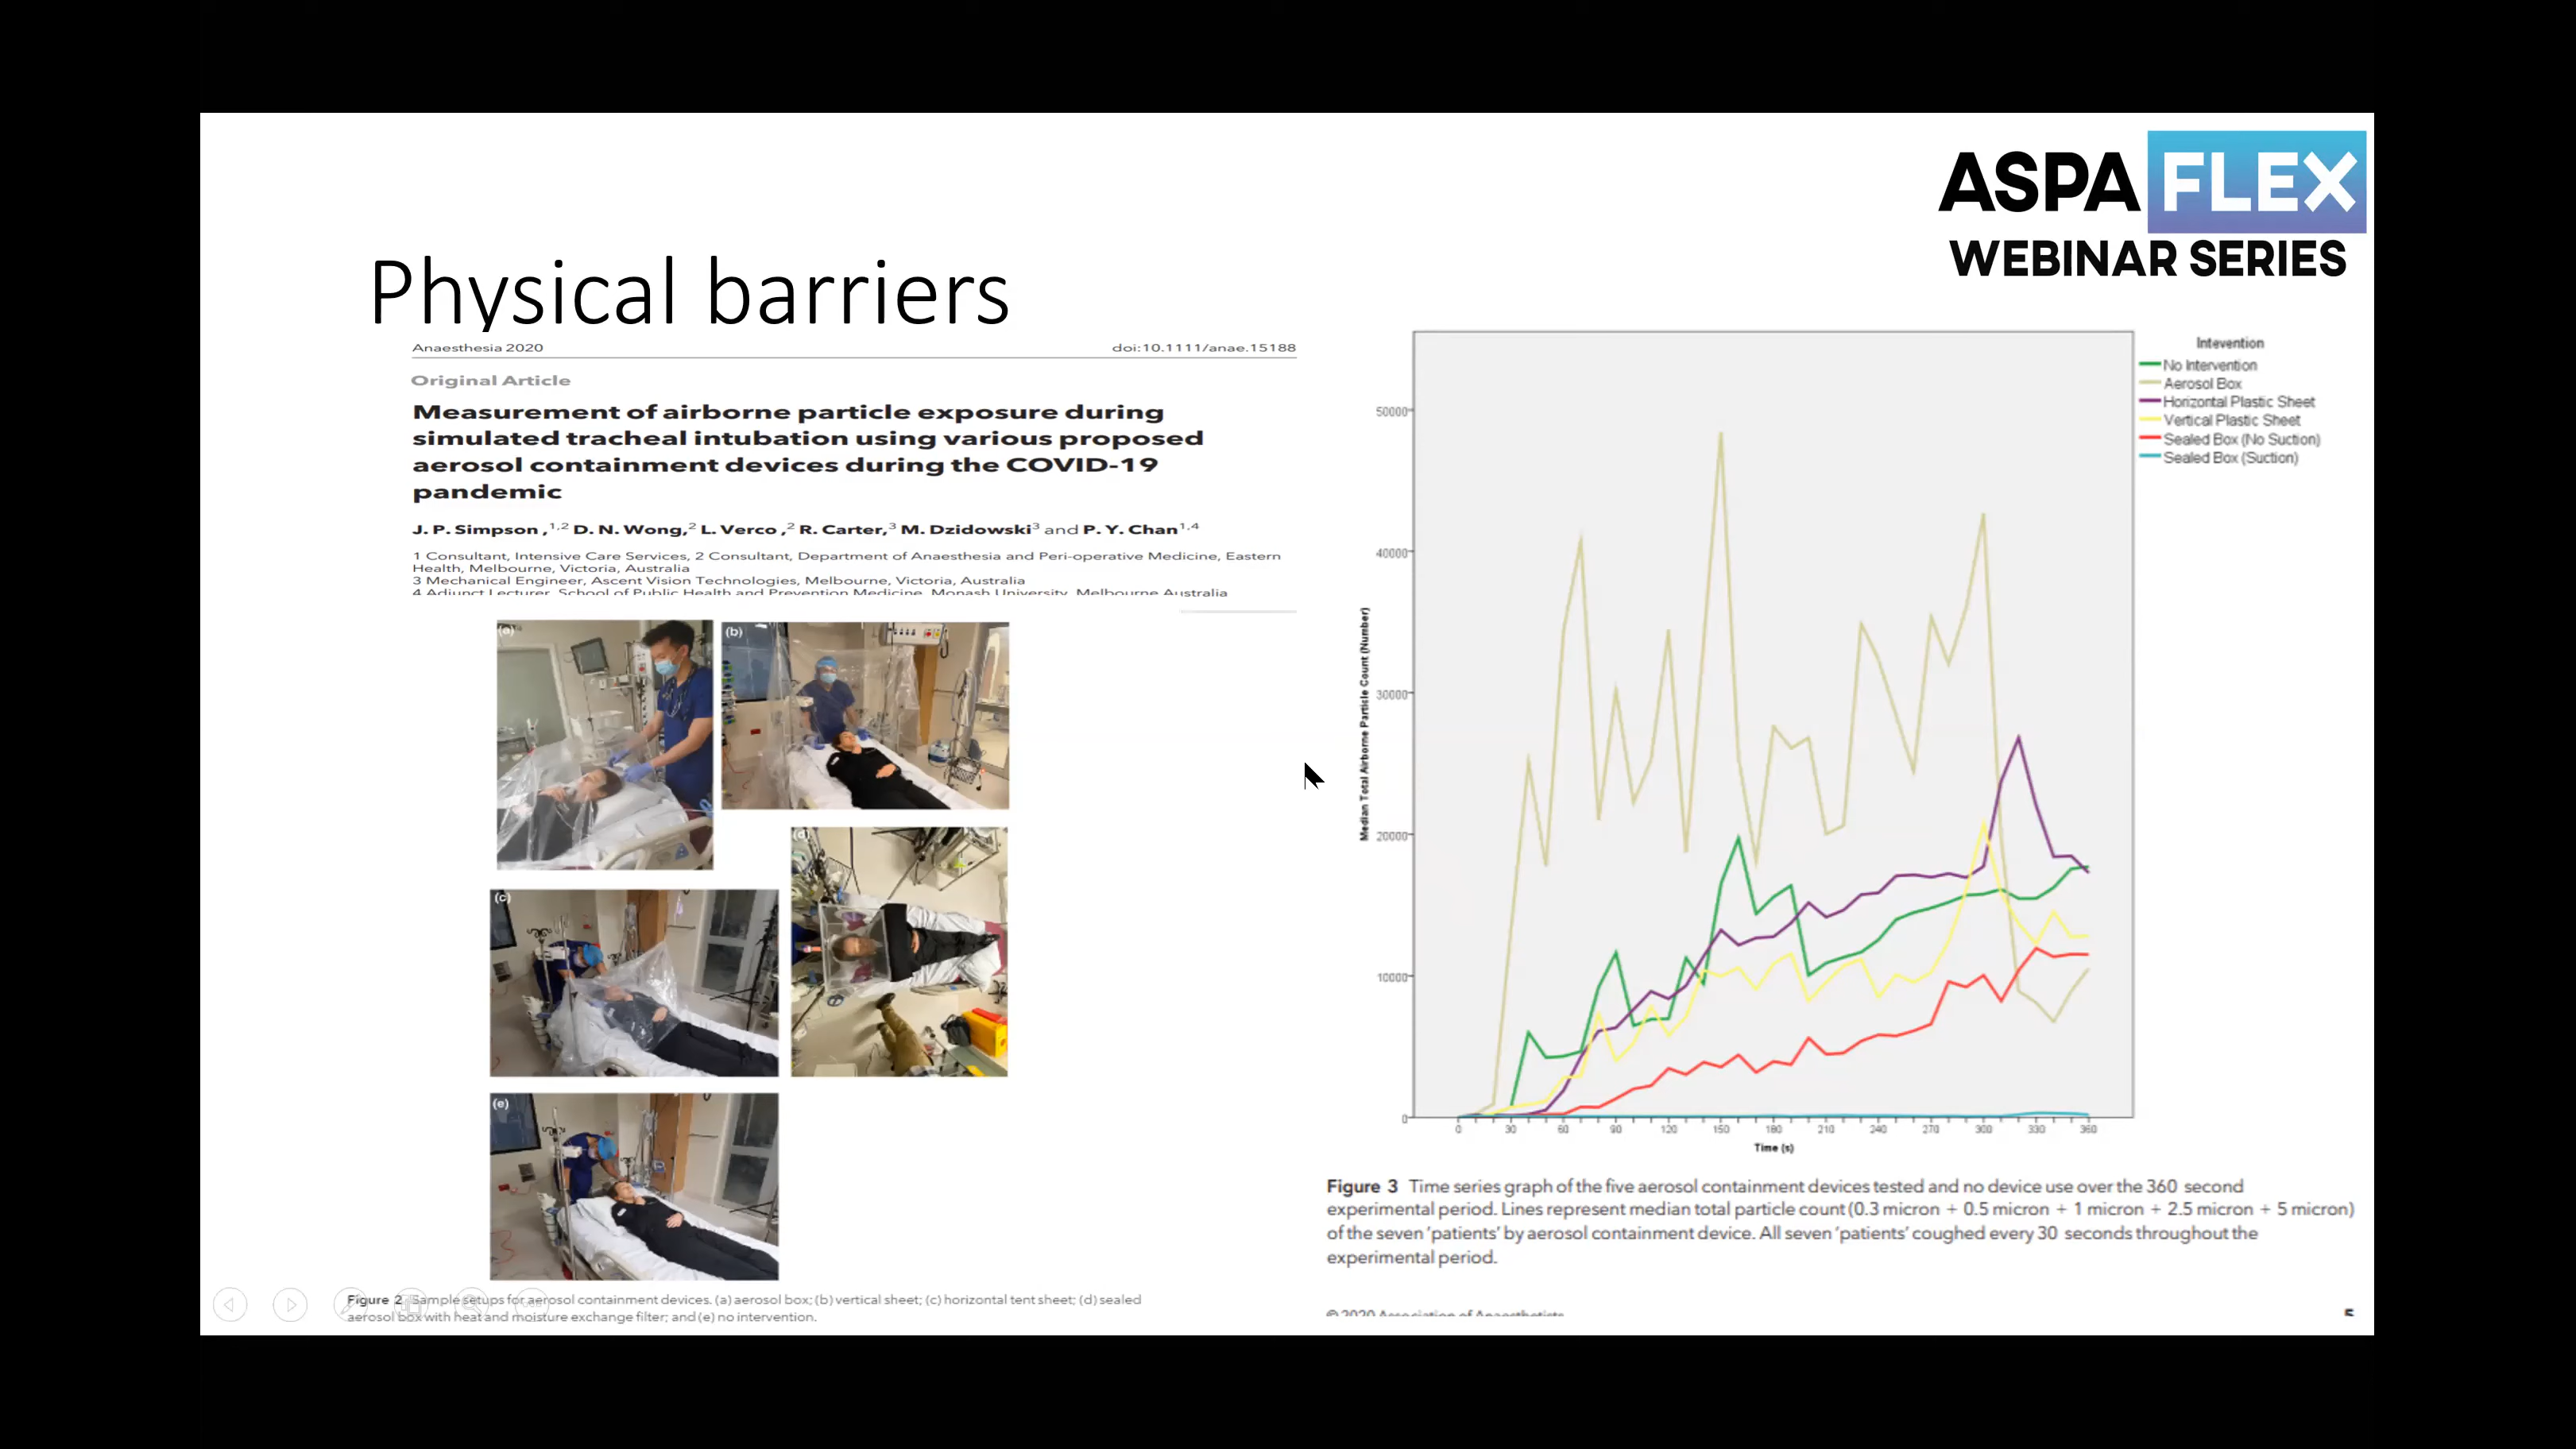 ASPA FLEX
WEBINAR SERIES
Physical barriers
Anaesthesia 2020 doi:10.1111/anae.15188
Original Article
Measurement of airborne particle exposure during
simulated tracheal intubation using various proposed
aerosol containment devices during the COVID-19
pandemic
J. P. Simpson ,1,2 D. N. Wong,2 L. Verco ,2 R. Carter,3 M. Dzidowski3 and P. Y. Chan1,4
1 Consultant, Intensive Care Services, 2 Consultant, Department of Anaesthesia and Peri-operative Medicine, Eastern
Health, Melbourne, Victoria, Australia
3 Mechanical Engineer, Ascent Vision Technologies, Melbourne, Victoria, Australia
4 Adjunct Lecturer, School of Public Health and Prevention Medicine, Monash University, Melbourne Australia
(a)
(b)
(c)
(d)
(e)
Figure 2 Sample setups for aerosol containment devices. (a) aerosol box; (b) vertical sheet; (c) horizontal tent sheet; (d) sealed
aerosol box with heat and moisture exchange filter; and (e) no intervention.
Intevention
No Intervention
Aerosol Box
Horizontal Plastic Sheet
Vertical Plastic Sheet
Sealed Box (No Suction)
Sealed Box (Suction)
Median Total Airborne Particle Count (Number)
50000
40000
30000
20000
10000
0
0 30 60 90 120 150 180 210 240 270 300 330 360
Time (s)
Figure 3 Time series graph of the five aerosol containment devices tested and no device use over the 360 second
experimental period. Lines represent median total particle count (0.3 micron + 0.5 micron + 1 micron + 2.5 micron + 5 micron)
of the seven 'patients' by aerosol containment device. All seven 'patients' coughed every 30 seconds throughout the
experimental period.
© 2020 Association of Anaesthetists
5